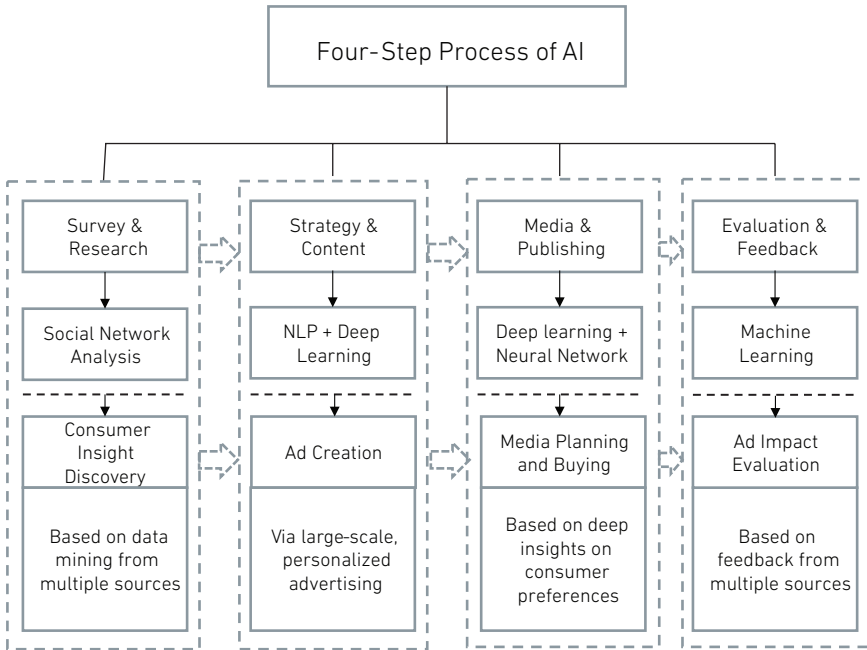 Four-Step Process of AI
Survey &
Research
Social Network
Analysis
Consumer
Insight
Discovery
Based on data
mining from
multiple sources
Strategy &
Content
NLP + Deep
Learning
Ad Creation
Via large-scale,
personalized
advertising
Media &
Publishing
Deep learning +
Neural Network
Media Planning
and Buying
Based on deep
insights on
consumer
preferences
Evaluation &
Feedback
Machine
Learning
Ad Impact
Evaluation
Based on
feedback from
multiple sources